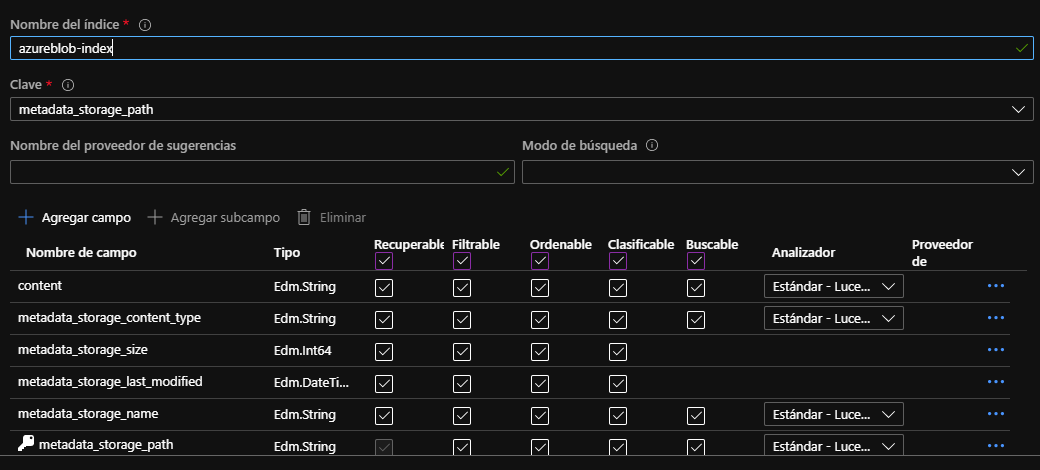 Nombre del índice *
azureblob-index
Clave *
metadata_storage_path
Nombre del proveedor de sugerencias Modo de búsqueda
+ Agregar campo + Agregar subcampo Eliminar
Nombre de campo Tipo Recuperable Filtrable Ordenable Clasificable Buscable Analizador Proveedor de
content Edm.String Estándar - Luce...
metadata_storage_content_type Edm.String Estándar - Luce...
metadata_storage_size Edm.Int64
metadata_storage_last_modified Edm.DateTi...
metadata_storage_name Edm.String Estándar - Luce...
metadata_storage_path Edm.String Estándar - Luce...